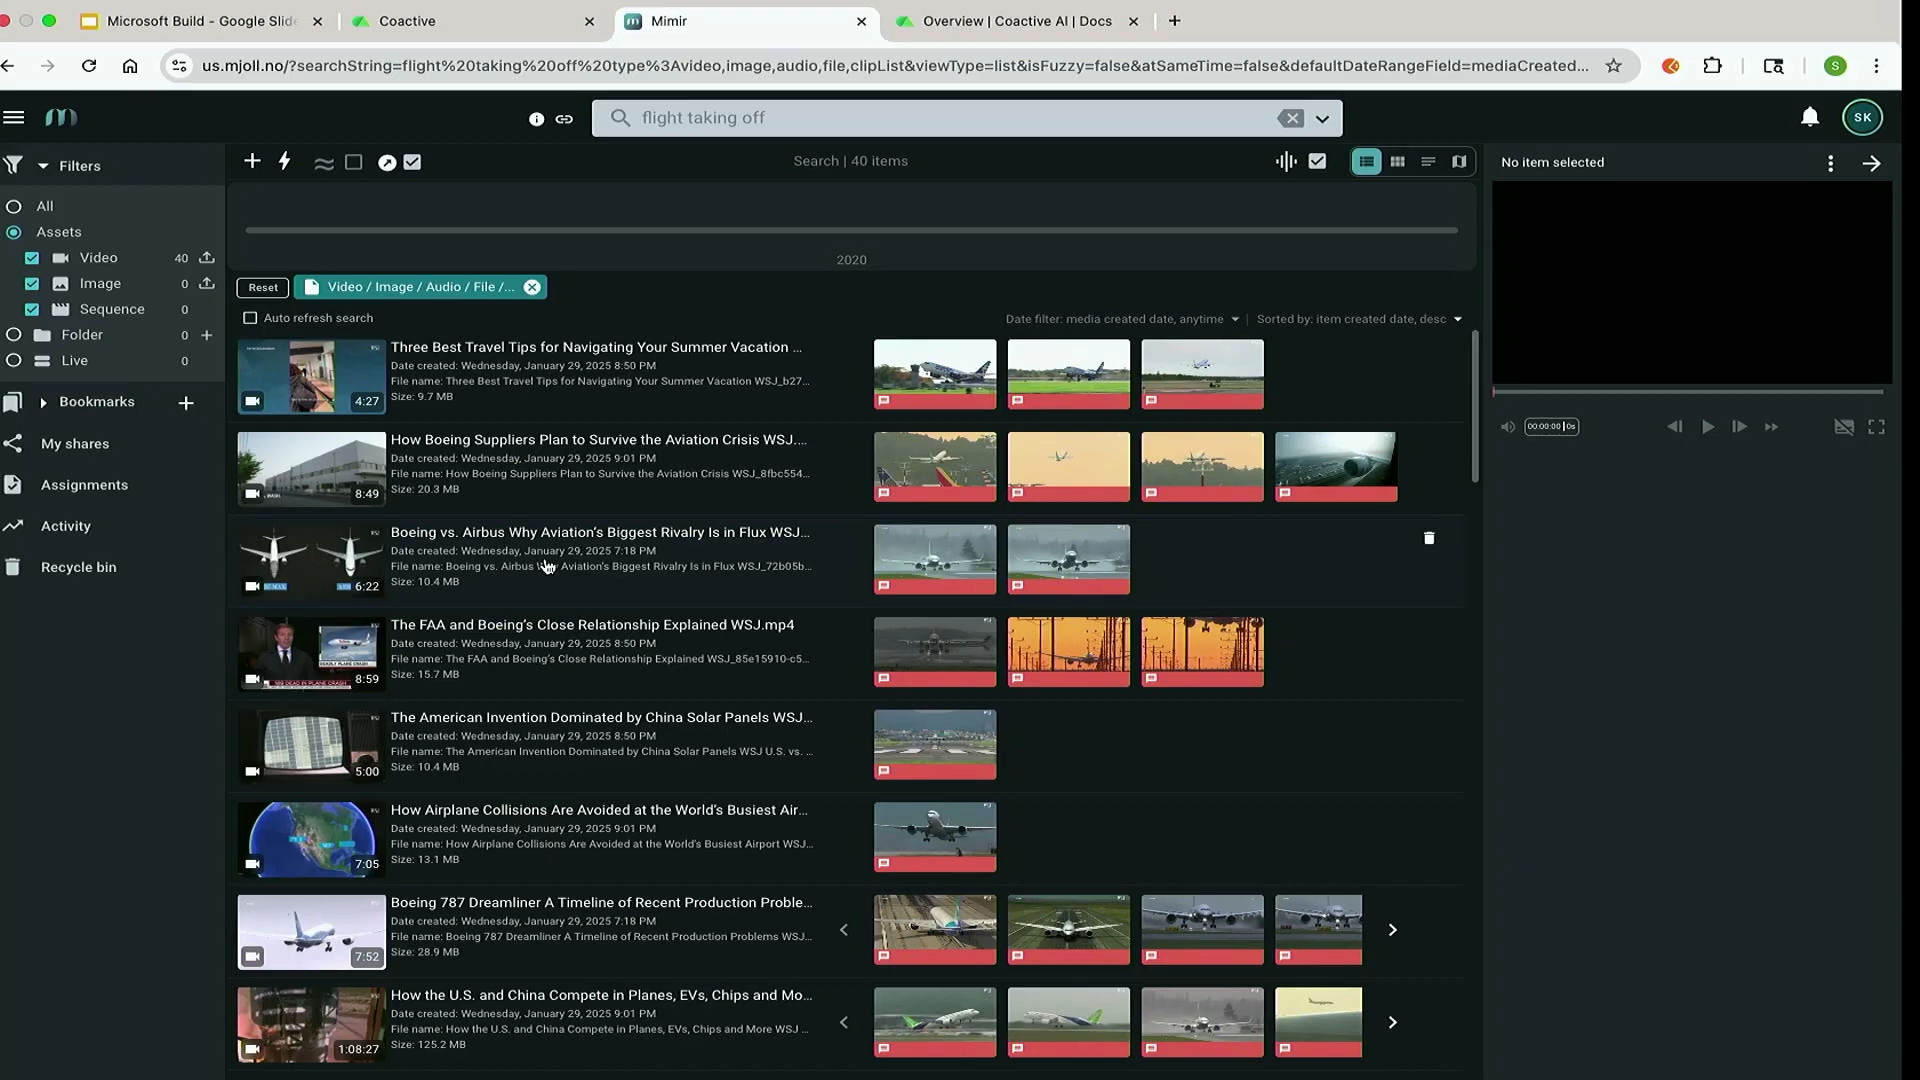 Microsoft Build - Google Slide
Coactive
Mimir
Overview | Coactive AI | Docs
us.mjoll.no/?searchString=flight%20taking%20off%20type%3Avideo,image,audio,file,clipList&viewType=list&isFuzzy=false&atSameTime=false&defaultDateRangeField=mediaCreated...
S
flight taking off
SK
Filters
Search | 40 items
No item selected
All
Assets
Video 40
Image 0
Sequence 0
Folder 0
Live 0
Bookmarks
My shares
Assignments
Activity
Recycle bin
2020
Reset
Video / Image / Audio / File /...
Auto refresh search
Date filter: media created date, anytime
Sorted by: item created date, desc
00:00:00|0s
Three Best Travel Tips for Navigating Your Summer Vacation ...
Date created: Wednesday, January 29, 2025 8:50 PM
File name: Three Best Travel Tips for Navigating Your Summer Vacation WSJ_b27...
Size: 9.7 MB
4:27
How Boeing Suppliers Plan to Survive the Aviation Crisis WSJ....
Date created: Wednesday, January 29, 2025 9:01 PM
File name: How Boeing Suppliers Plan to Survive the Aviation Crisis WSJ_8fbc554...
Size: 20.3 MB
8:49
Boeing vs. Airbus Why Aviation's Biggest Rivalry Is in Flux WSJ...
Date created: Wednesday, January 29, 2025 7:18 PM
File name: Boeing vs. Airbus Why Aviation's Biggest Rivalry Is in Flux WSJ_72b05b...
Size: 10.4 MB
6:22
The FAA and Boeing's Close Relationship Explained WSJ.mp4
Date created: Wednesday, January 29, 2025 8:50 PM
File name: The FAA and Boeing's Close Relationship Explained WSJ_85e15910-c5...
Size: 15.7 MB
8:59
The American Invention Dominated by China Solar Panels WSJ...
Date created: Wednesday, January 29, 2025 8:50 PM
File name: The American Invention Dominated by China Solar Panels WSJ U.S. vs. ...
Size: 10.4 MB
5:00
How Airplane Collisions Are Avoided at the World's Busiest Air...
Date created: Wednesday, January 29, 2025 9:01 PM
File name: How Airplane Collisions Are Avoided at the World's Busiest Airport WSJ...
Size: 13.1 MB
7:05
Boeing 787 Dreamliner A Timeline of Recent Production Proble...
Date created: Wednesday, January 29, 2025 7:18 PM
File name: Boeing 787 Dreamliner A Timeline of Recent Production Problems WSJ...
Size: 28.9 MB
7:52
How the U.S. and China Compete in Planes, EVs, Chips and Mo...
Date created: Wednesday, January 29, 2025 9:01 PM
File name: How the U.S. and China Compete in Planes, EVs, Chips and More WSJ ...
Size: 125.2 MB
1:08:27